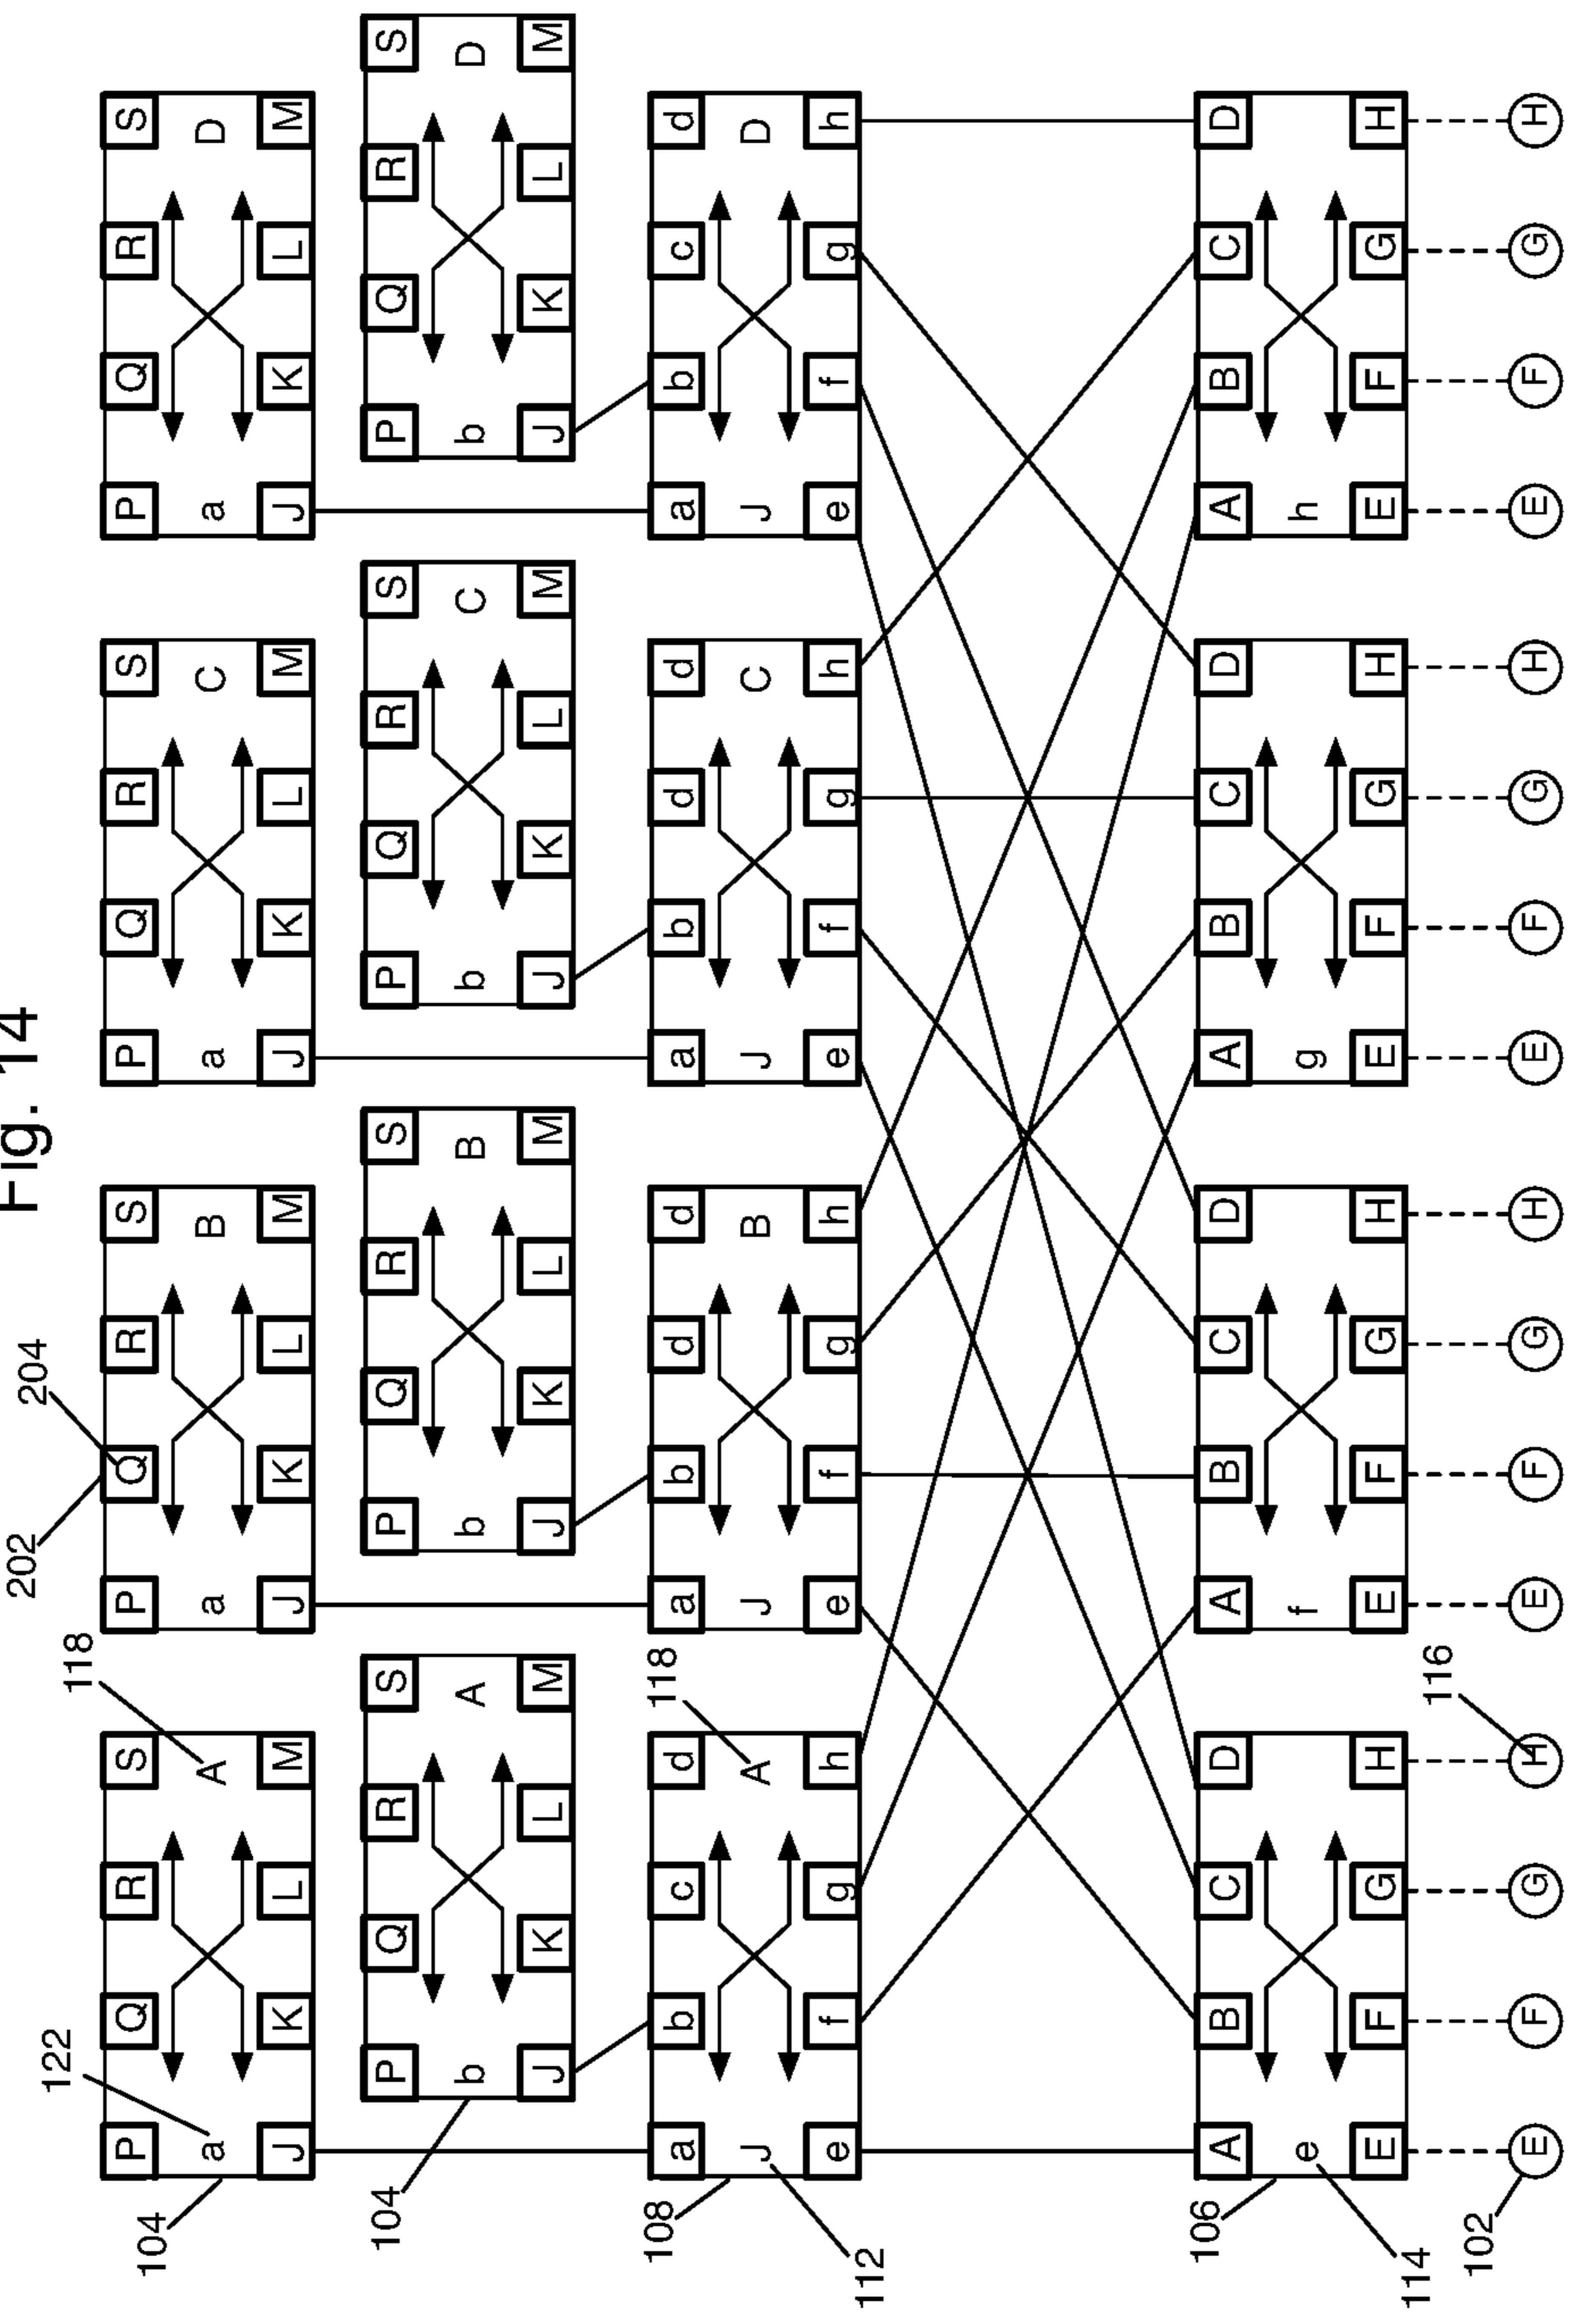 Fig. 14
202 204
122 118
P Q R S P Q R S P Q R S P Q R S
104 a A a B a C a D
J K L M J K L M J K L M J K L M
P Q R S P Q R S P Q R S P Q R S
104 b A b B b C b D
J K L M J K L M J K L M J K L M
108 118
a b c d a b d d a b d d a b c d
J A J B J C J D
e f g h e f g h e f g h e f g h
112
106
A B C D A B C D A B C D A B C D
e f g h
E F G H E F G H E F G H E F G H
114 116
102
E F G H E F G H E F G H E F G H